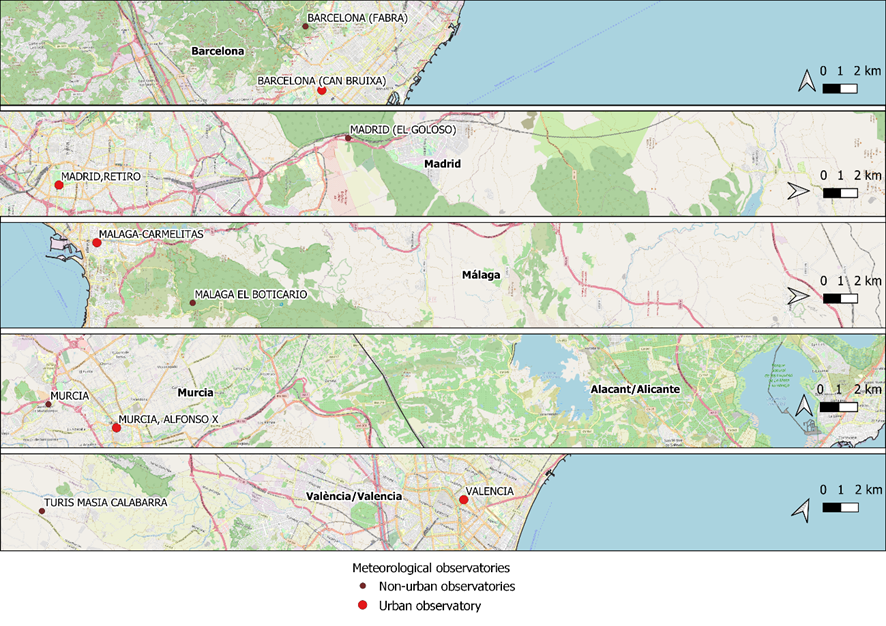 BARCELONA (FABRA)
Barcelona
BARCELONA (CAN BRUIXA)
0 1 2 km
MADRID (EL GOLOSO)
Madrid
MADRID,RETIRO
0 1 2 km
MALAGA-CARMELITAS
Málaga
MALAGA EL BOTICARIO
0 1 2 km
MURCIA
Murcia
Alacant/Alicante
MURCIA, ALFONSO X
0 1 2 km
TURIS MASIA CALABARRA
València/Valencia
VALENCIA
0 1 2 km
Meteorological observatories
Non-urban observatories
Urban observatory